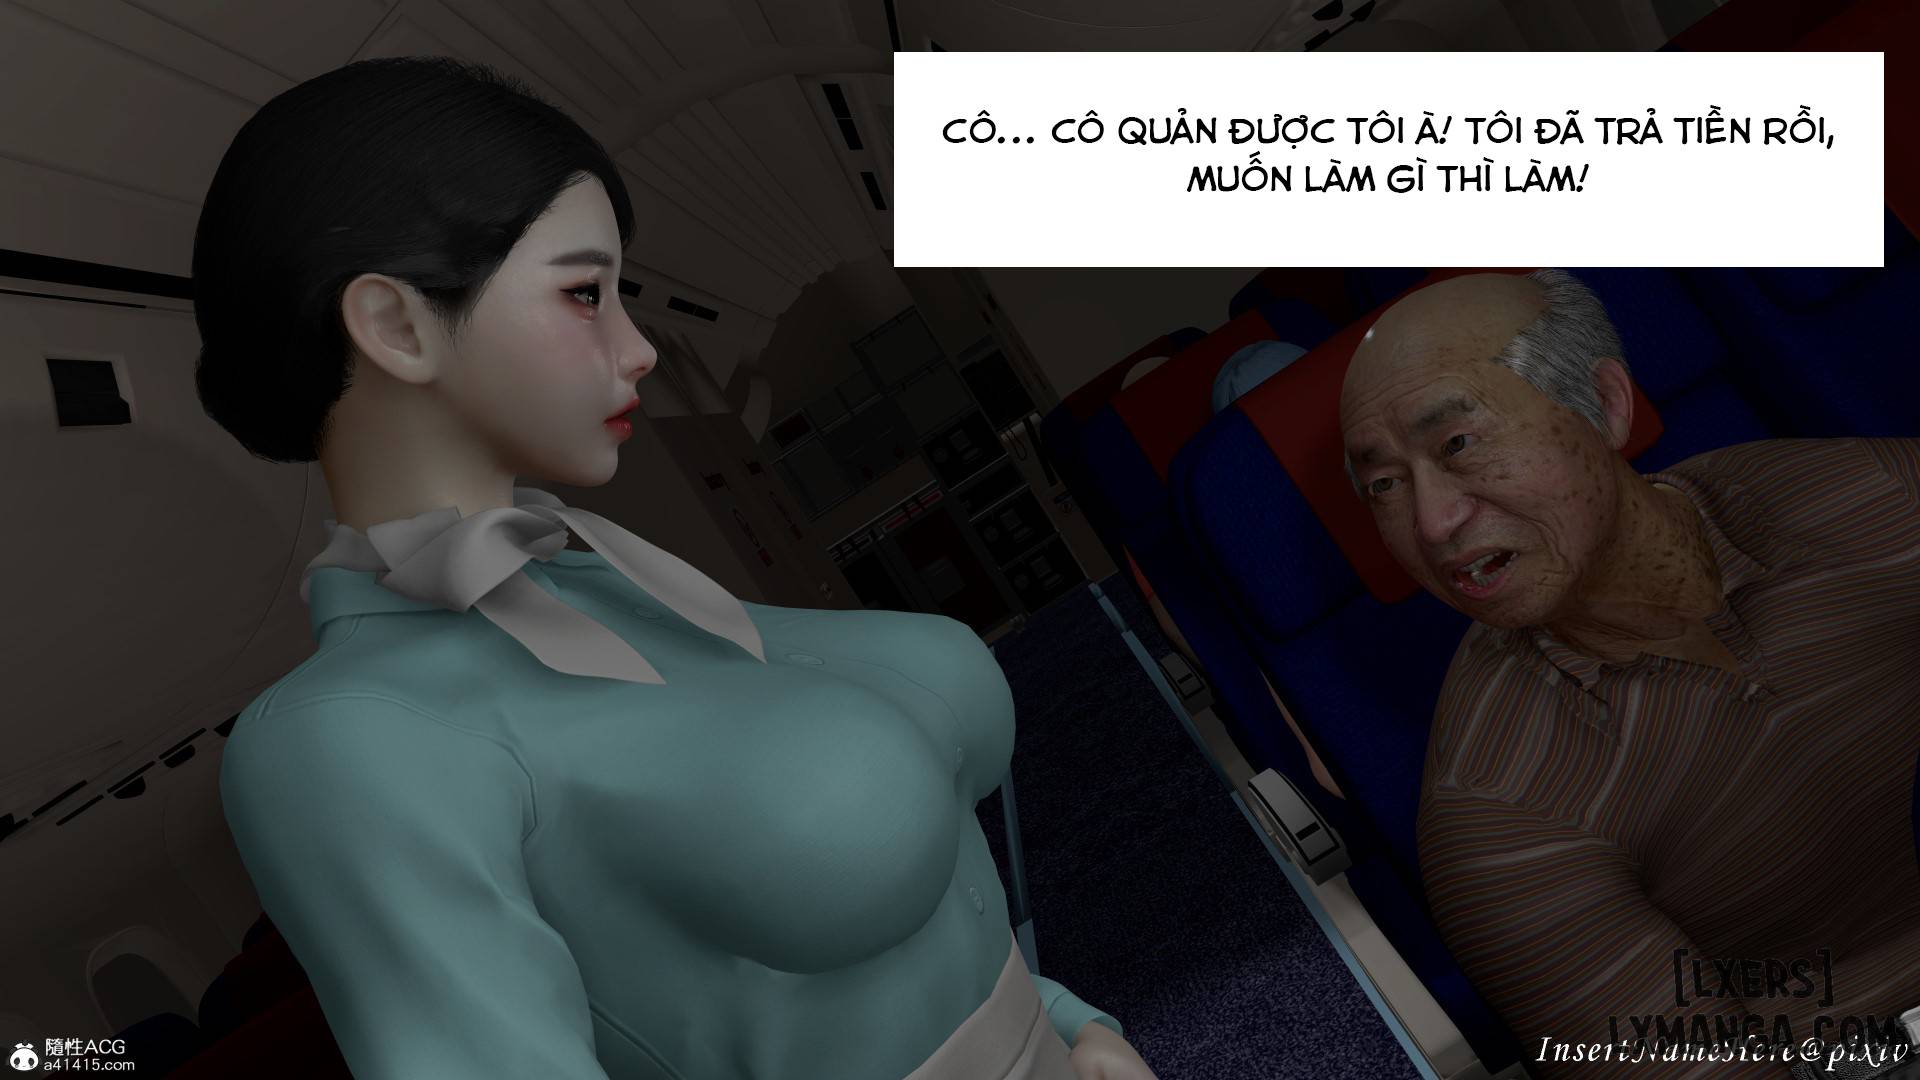 CÔ... CÔ QUẢN ĐƯỢC TÔI À! TÔI ĐÃ TRẢ TIỀN RỒI,
MUỐN LÀM GÌ THÌ LÀM!
[LXERS]
LXMANGA.COM
InsertNameHere@pixiv
隨性ACG
a41415.com